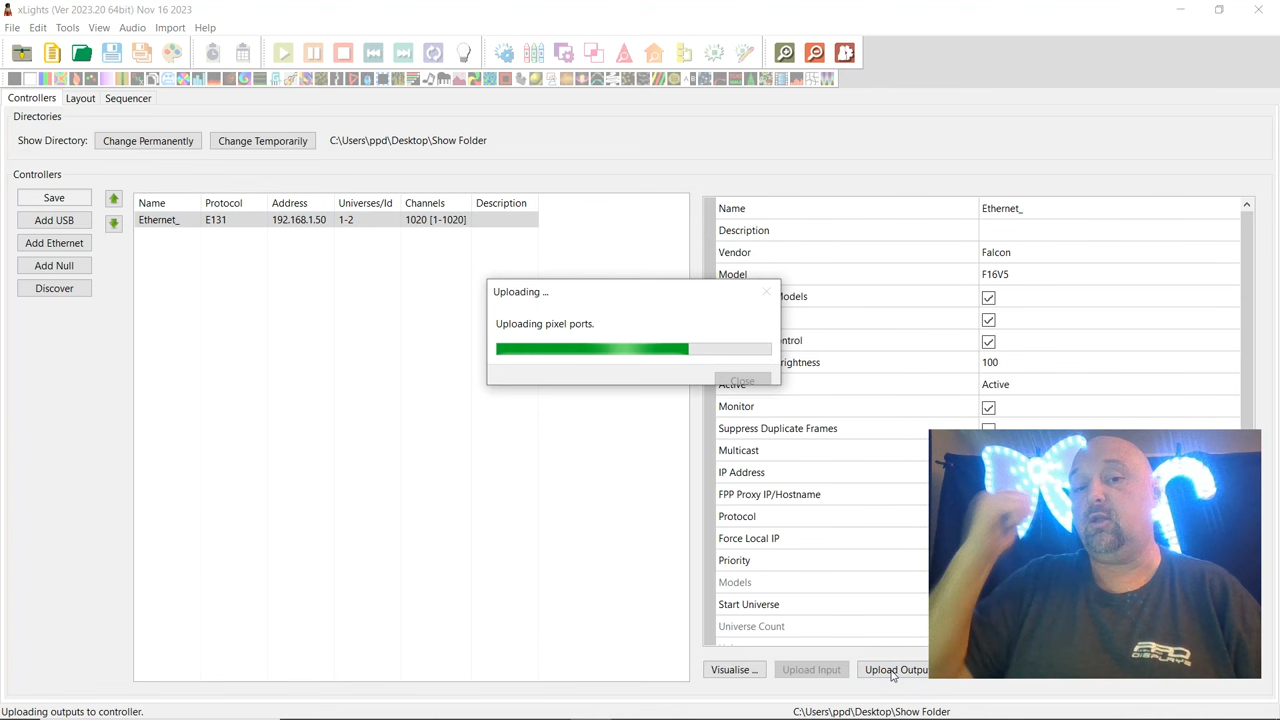 xLights (Ver 2023.20 64bit) Nov 16 2023
File Edit Tools View Audio Import Help
Controllers Layout Sequencer
Directories
Show Directory: Change Permanently Change Temporarily C:\Users\ppd\Desktop\Show Folder
Controllers
Save
Add USB
Add Ethernet
Add Null
Discover
Name Protocol Address Universes/Id Channels Description
Ethernet_ E131 192.168.1.50 1-2 1020 [1-1020]
Name Ethernet_
Description
Vendor Falcon
Model F16V5
Models
ntrol
rightness 100
Active Active
Monitor
Suppress Duplicate Frames
Multicast
IP Address
FPP Proxy IP/Hostname
Protocol
Force Local IP
Priority
Models
Start Universe
Universe Count
Uploading ...
Uploading pixel ports.
Close
Visualise ... Upload Input Upload Outpu
DISPLAYS
Uploading outputs to controller. C:\Users\ppd\Desktop\Show Folder